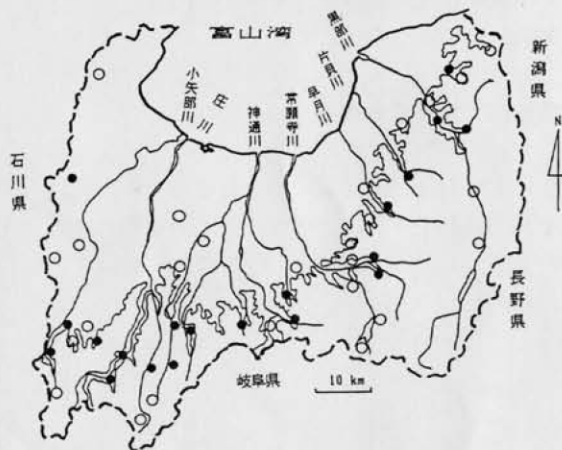 富山湾
黒部川
片貝川
早月川
常願寺川
神通川
庄川
小矢部川
新潟県
石川県
長野県
岐阜県
N
10 km